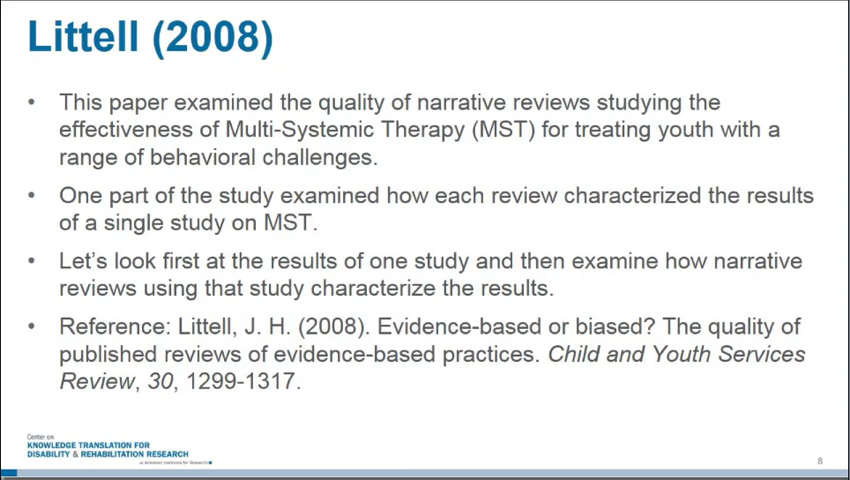 Littell (2008)
• This paper examined the quality of narrative reviews studying the
effectiveness of Multi-Systemic Therapy (MST) for treating youth with a
range of behavioral challenges.
• One part of the study examined how each review characterized the results
of a single study on MST.
• Let's look first at the results of one study and then examine how narrative
reviews using that study characterize the results.
• Reference: Littell, J. H. (2008). Evidence-based or biased? The quality of
published reviews of evidence-based practices. Child and Youth Services
Review, 30, 1299-1317.
Center on
KNOWLEDGE TRANSLATION FOR
DISABILITY & REHABILITATION RESEARCH
at American Institutes for Research
8